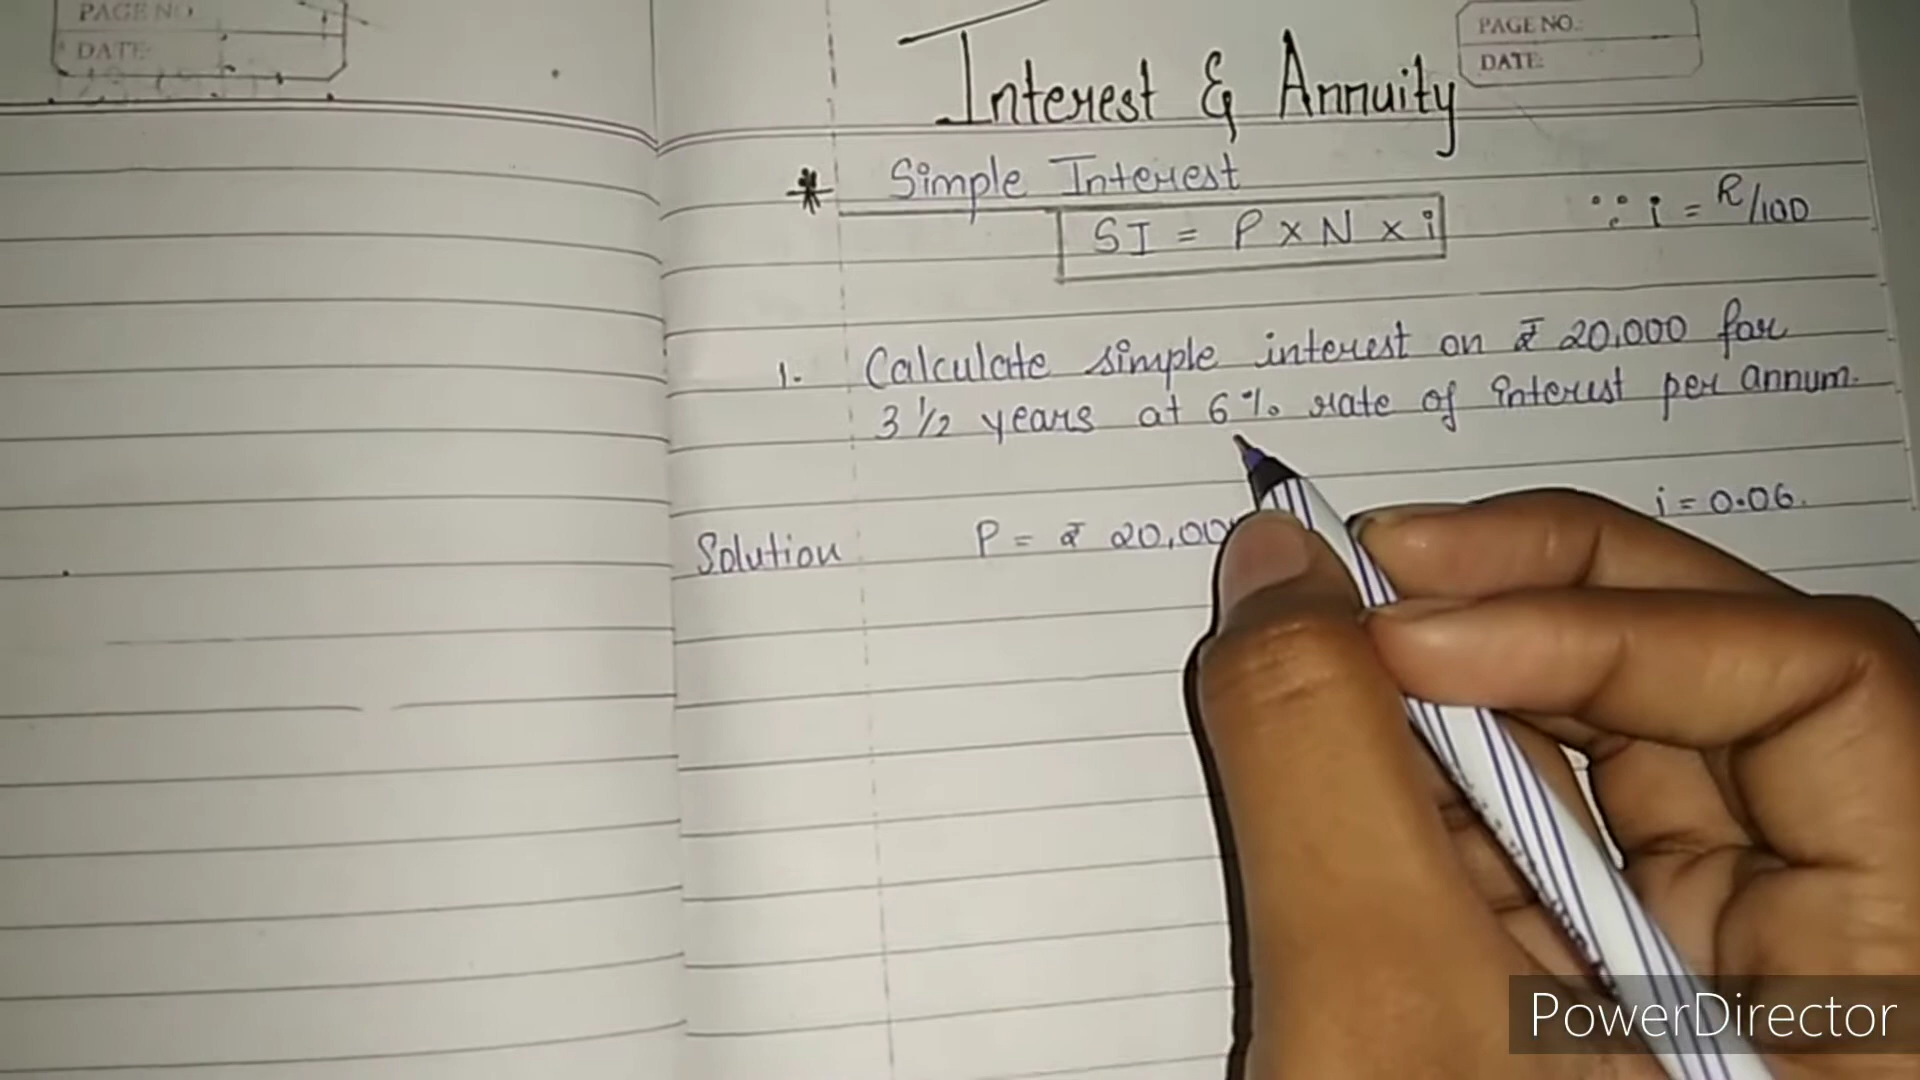 PAGE NO.
DATE:
PAGE NO.:
DATE:
Interest & Annuity
* Simple Interest
SI = P × N × i ∵ i = R/100
1. Calculate simple interest on ₹ 20,000 for
3 1/2 years at 6% rate of interest per annum.
i = 0.06.
Solution P = ₹ 20,00
PowerDirector